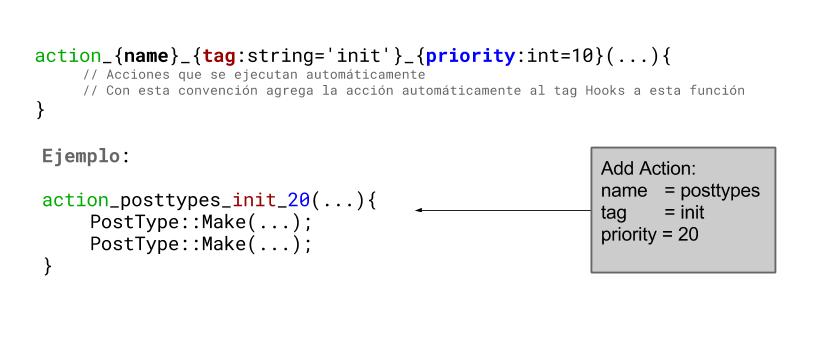 action_{name}_{tag:string='init'}_{priority:int=10}(...){
// Acciones que se ejecutan automáticamente
// Con esta convención agrega la acción automáticamente al tag Hooks a esta función
}
Ejemplo:
action_posttypes_init_20(...){
PostType::Make(...);
PostType::Make(...);
}
Add Action:
name = posttypes
tag = init
priority = 20